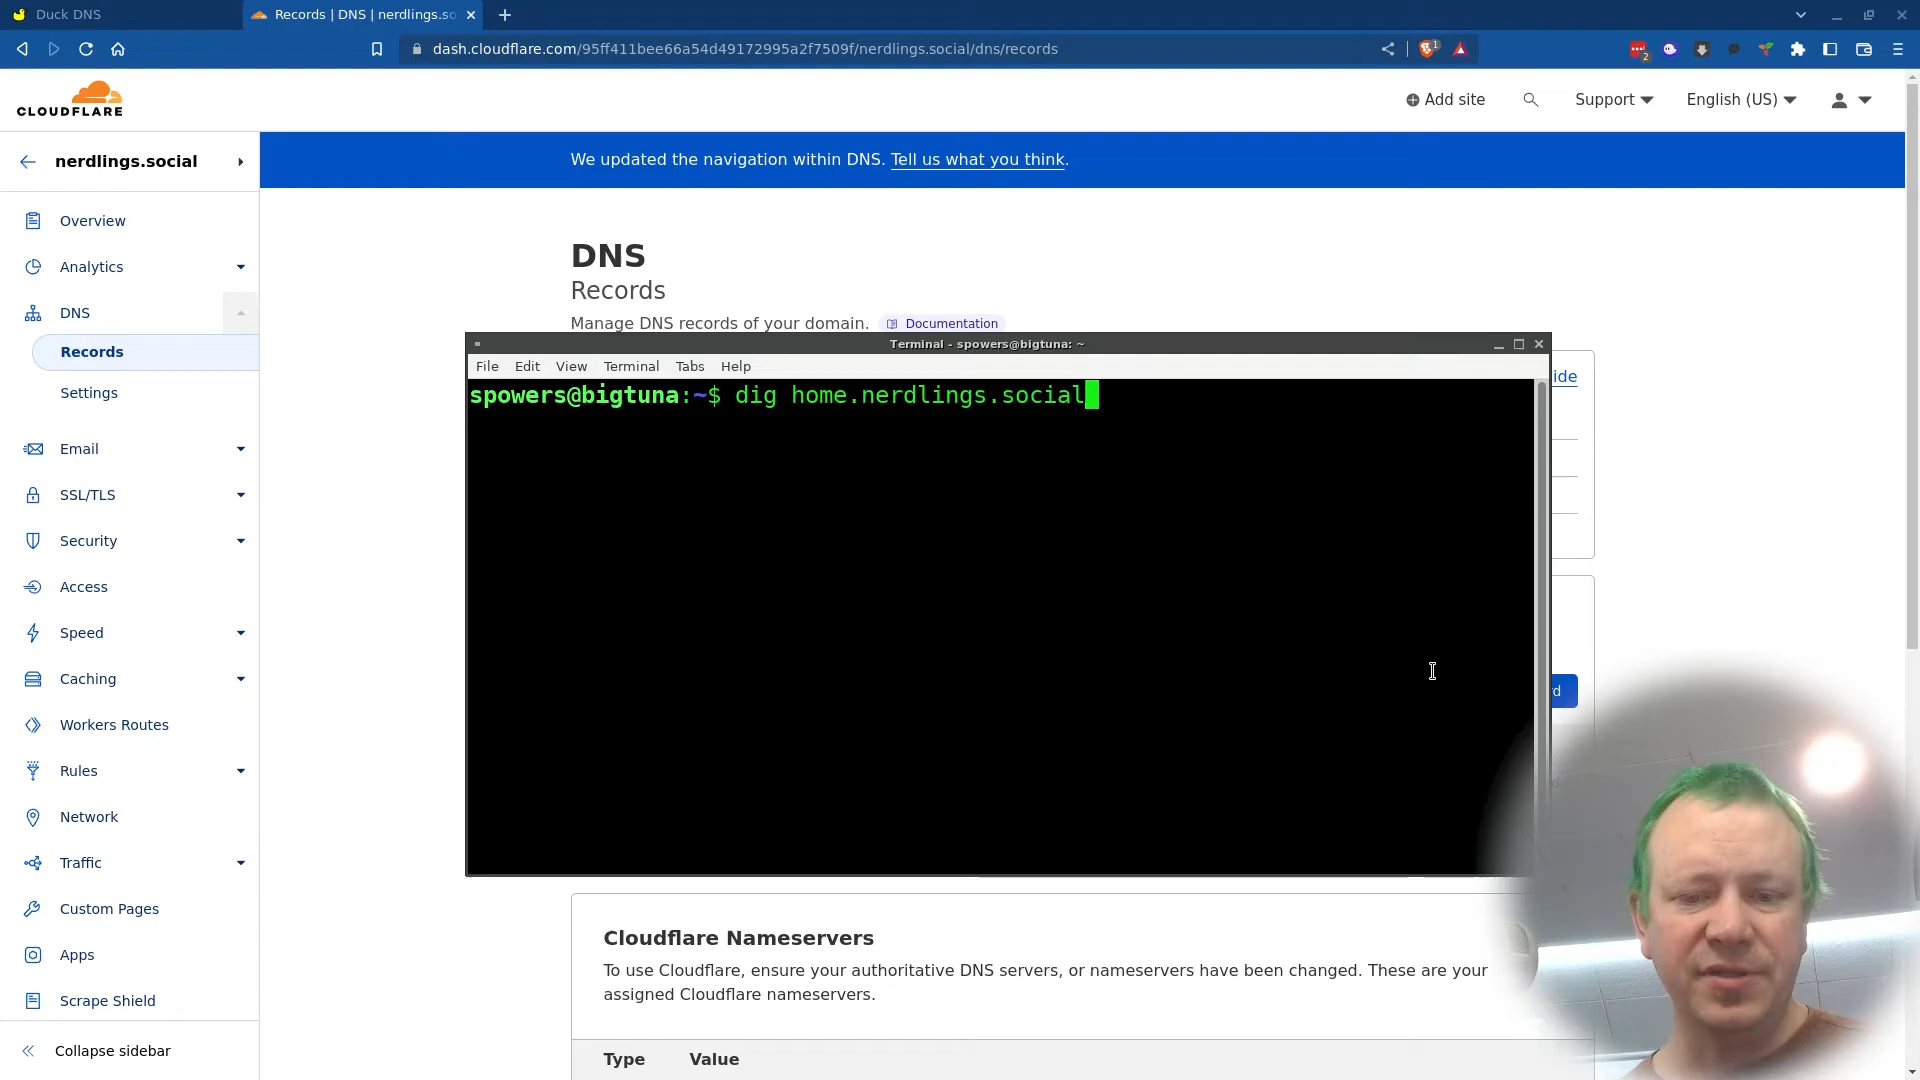 Duck DNS
Records | DNS | nerdlings.so
dash.cloudflare.com/95ff411bee66a54d49172995a2f7509f/nerdlings.social/dns/records
1
2
CLOUDFLARE
Add site
Support
English (US)
nerdlings.social
We updated the navigation within DNS. Tell us what you think.
Overview
Analytics
DNS
Records
Settings
Email
SSL/TLS
Security
Access
Speed
Caching
Workers Routes
Rules
Network
Traffic
Custom Pages
Apps
Scrape Shield
Collapse sidebar
DNS
Records
Manage DNS records of your domain. Documentation
Terminal - spowers@bigtuna: ~
File Edit View Terminal Tabs Help
spowers@bigtuna:~$ dig home.nerdlings.social
ide
d
Cloudflare Nameservers
To use Cloudflare, ensure your authoritative DNS servers, or nameservers have been changed. These are your
assigned Cloudflare nameservers.
Type Value